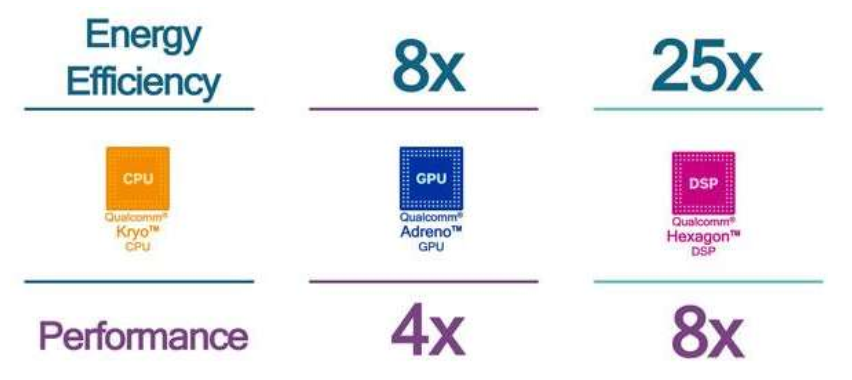 Energy
Efficiency
8x
25x
CPU
Qualcomm®
Kryo™
CPU
GPU
Qualcomm®
Adreno™
GPU
DSP
Qualcomm®
Hexagon™
DSP
Performance
4x
8x